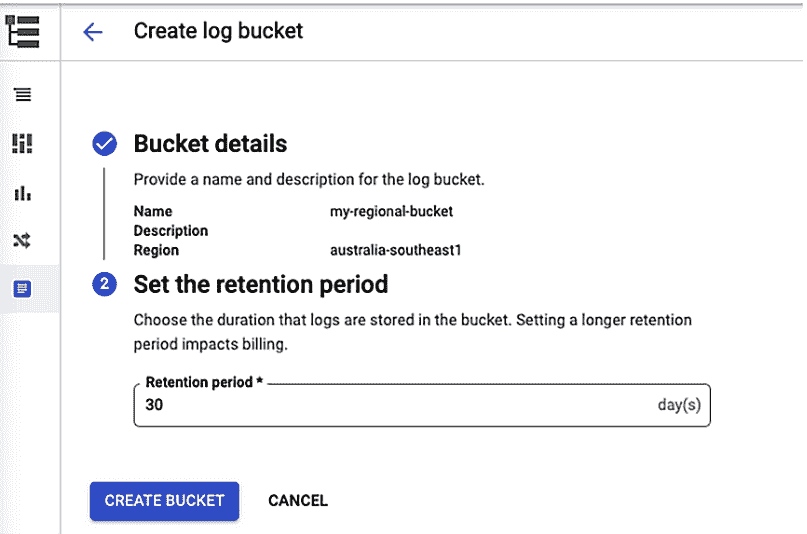 Create log bucket
Bucket details
Provide a name and description for the log bucket.
Name my-regional-bucket
Description
Region australia-southeast1
2 Set the retention period
Choose the duration that logs are stored in the bucket. Setting a longer retention
period impacts billing.
Retention period *
30 day(s)
CREATE BUCKET CANCEL